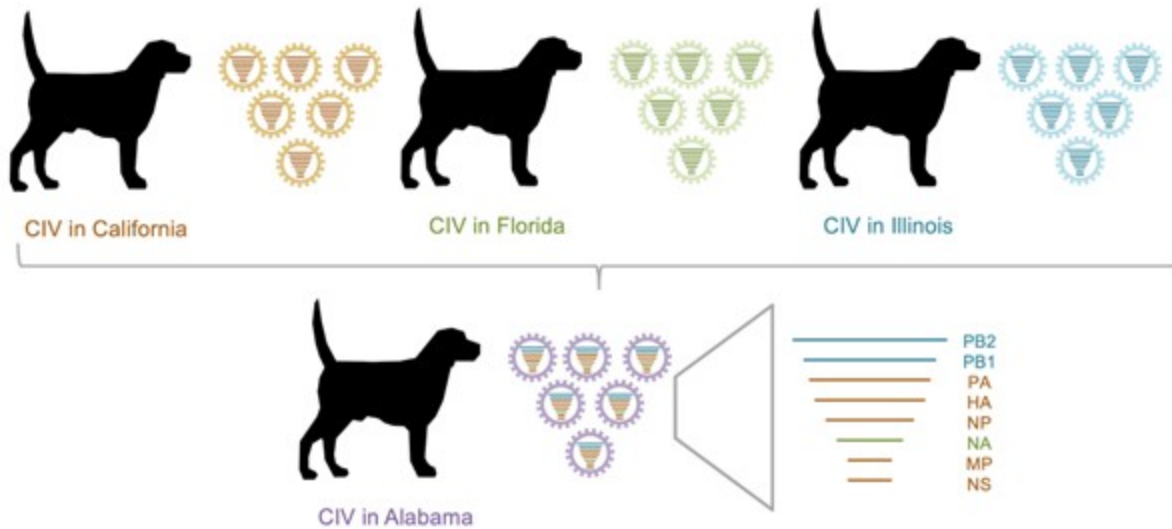 CIV in California
CIV in Florida
CIV in Illinois
PB2
PB1
PA
HA
NP
NA
MP
NS
CIV in Alabama